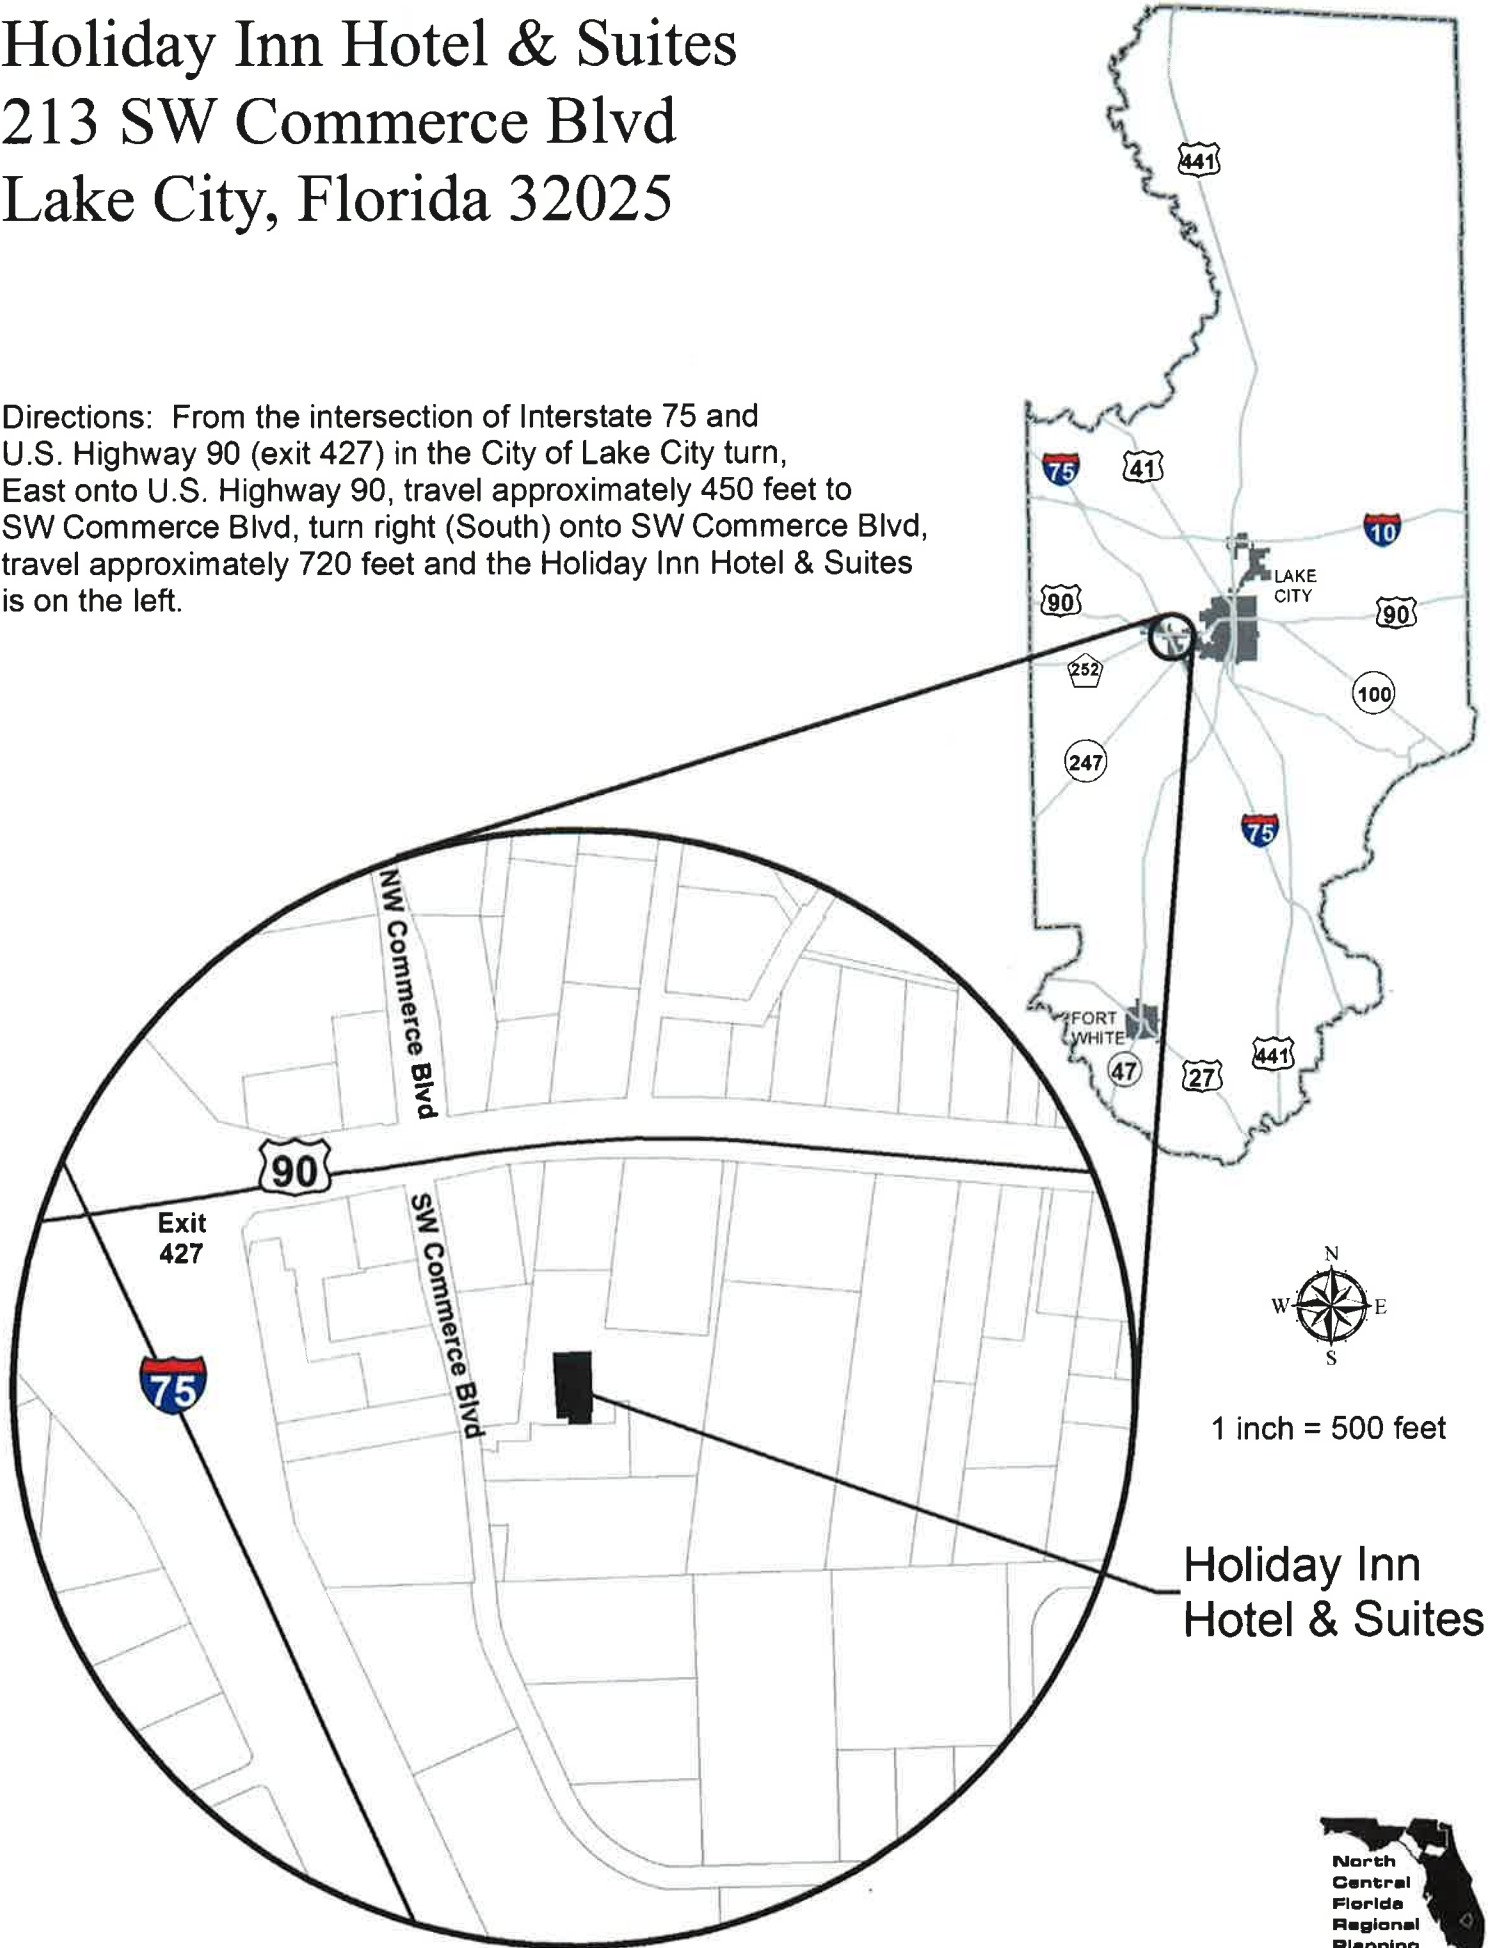 Holiday Inn Hotel & Suites
213 SW Commerce Blvd
Lake City, Florida 32025
Directions: From the intersection of Interstate 75 and
U.S. Highway 90 (exit 427) in the City of Lake City turn,
East onto U.S. Highway 90, travel approximately 450 feet to
SW Commerce Blvd, turn right (South) onto SW Commerce Blvd,
travel approximately 720 feet and the Holiday Inn Hotel & Suites
is on the left.
441
75
41
10
LAKE
CITY
90
90
252
100
247
75
FORT
WHITE
47
27
441
NW Commerce Blvd
90
Exit
427
SW Commerce Blvd
75
N
W E
S
1 inch = 500 feet
Holiday Inn
Hotel & Suites
North
Central
Florida
Regional
Planning